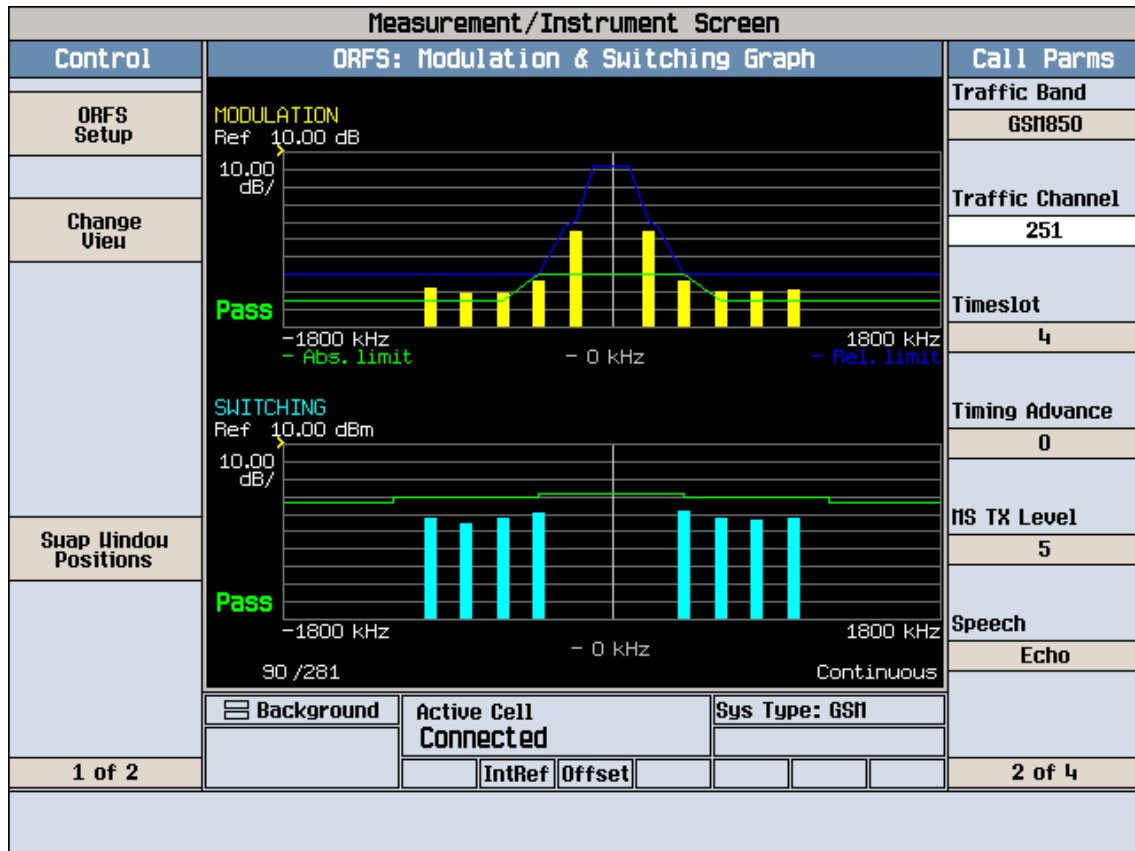 Measurement/Instrument Screen
Control
ORFS: Modulation & Switching Graph
Call Parms
ORFS
Setup
Change
View
Swap Window
Positions
1 of 2
MODULATION
Ref 10.00 dB
10.00
dB/
Pass
-1800 kHz
1800 kHz
- Abs. limit
- 0 kHz
- Rel. limit
SWITCHING
Ref 10.00 dBm
10.00
dB/
Pass
-1800 kHz
1800 kHz
- 0 kHz
90 /281
Continuous
Background
Active Cell
Connected
Sys Type: GSM
IntRef
Offset
Traffic Band
GSM850
Traffic Channel
251
Timeslot
4
Timing Advance
0
MS TX Level
5
Speech
Echo
2 of 4